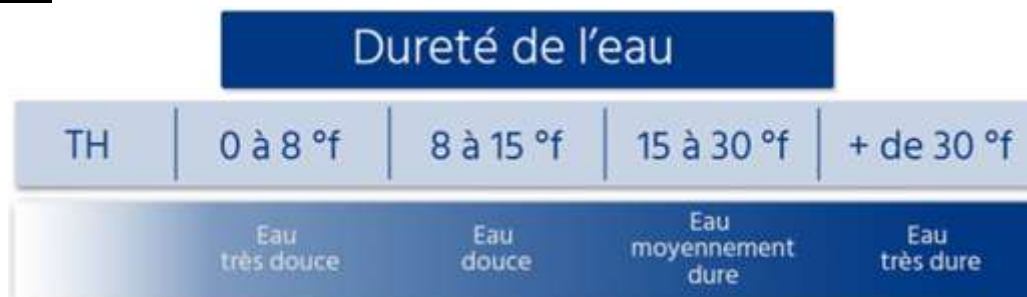 Dureté de l'eau
TH 0 à 8 °f 8 à 15 °f 15 à 30 °f + de 30 °f
Eau très douce
Eau douce
Eau moyennement dure
Eau très dure